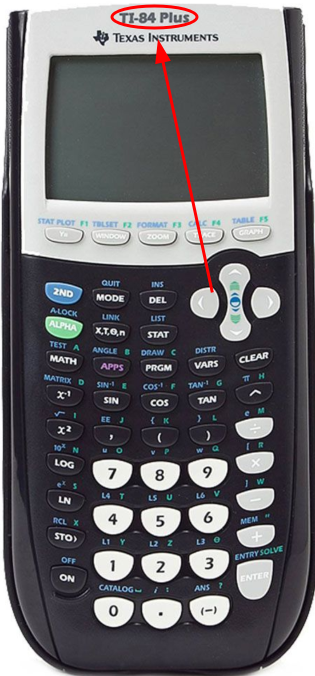 TI-84 Plus
TEXAS INSTRUMENTS
STAT PLOT F1 TBLSET F2 FORMAT F3 CALC F4 TABLE F5
Y= WINDOW ZOOM TRACE GRAPH
QUIT INS
2ND MODE DEL
A-LOCK LINK LIST
ALPHA X,T,Θ,n STAT
TEST A ANGLE B DRAW C DISTR
MATH APPS PRGM VARS CLEAR
MATRIX D SIN⁻¹ E COS⁻¹ F TAN⁻¹ G π H
x⁻¹ SIN COS TAN ^
√‾ I EE J { K } L e M
x² , ( ) ÷
10ˣ N u O v P w Q [ R
LOG 7 8 9 ×
eˣ S L4 T L5 U L6 V ] W
LN 4 5 6 −
RCL X L1 Y L2 Z L3 θ MEM "
STO› 1 2 3 +
OFF CATALOG i : ANS ? ENTRY SOLVE
ON 0 . (−) ENTER